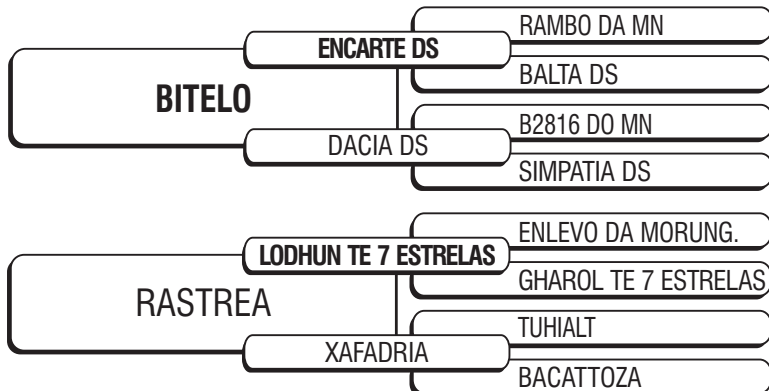 RAMBO DA MN
ENCARTE DS
BALTA DS
BITELO
B2816 DO MN
DACIA DS
SIMPATIA DS
ENLEVO DA MORUNG.
LODHUN TE 7 ESTRELAS
GHAROL TE 7 ESTRELAS
RASTREA
TUHIALT
XAFADRIA
BACATTOZA